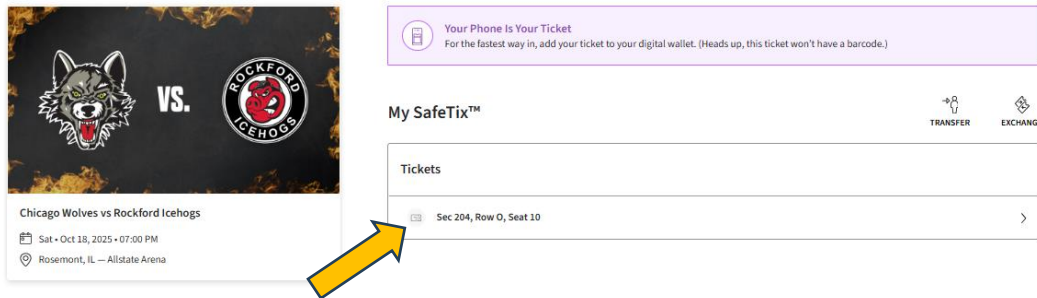 VS.
ROCKFORD
ICEHOGS
Chicago Wolves vs Rockford Icehogs
Sat • Oct 18, 2025 • 07:00 PM
Rosemont, IL — Allstate Arena
Your Phone Is Your Ticket
For the fastest way in, add your ticket to your digital wallet. (Heads up, this ticket won't have a barcode.)
My SafeTix™
TRANSFER
EXCHANG
Tickets
Sec 204, Row O, Seat 10